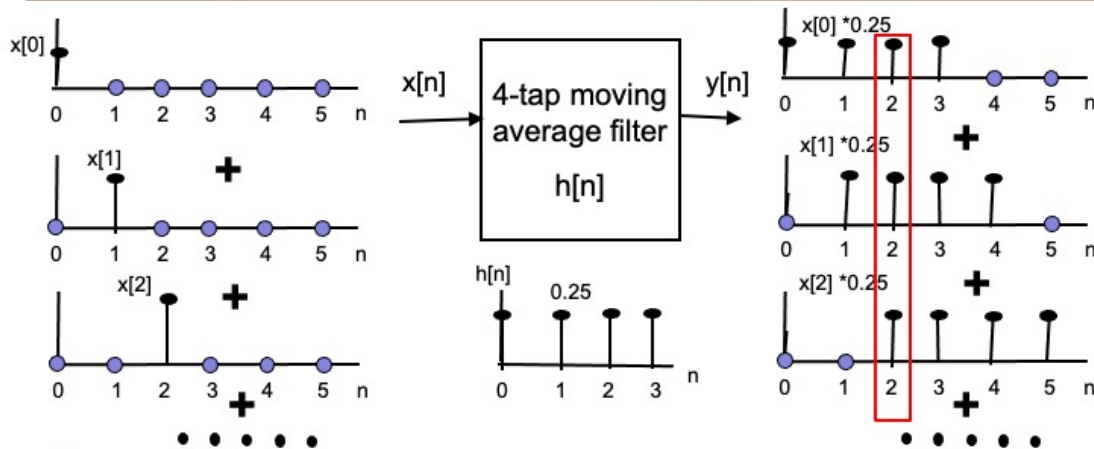 x[0]
0 1 2 3 4 5 n
x[1]
0 1 2 3 4 5 n
x[2]
0 1 2 3 4 5 n
x[n]
4-tap moving
average filter
h[n]
y[n]
h[n]
0.25
0 1 2 3 n
x[0] *0.25
0 1 2 3 4 5 n
x[1] *0.25
0 1 2 3 4 5 n
x[2] *0.25
0 1 2 3 4 5 n